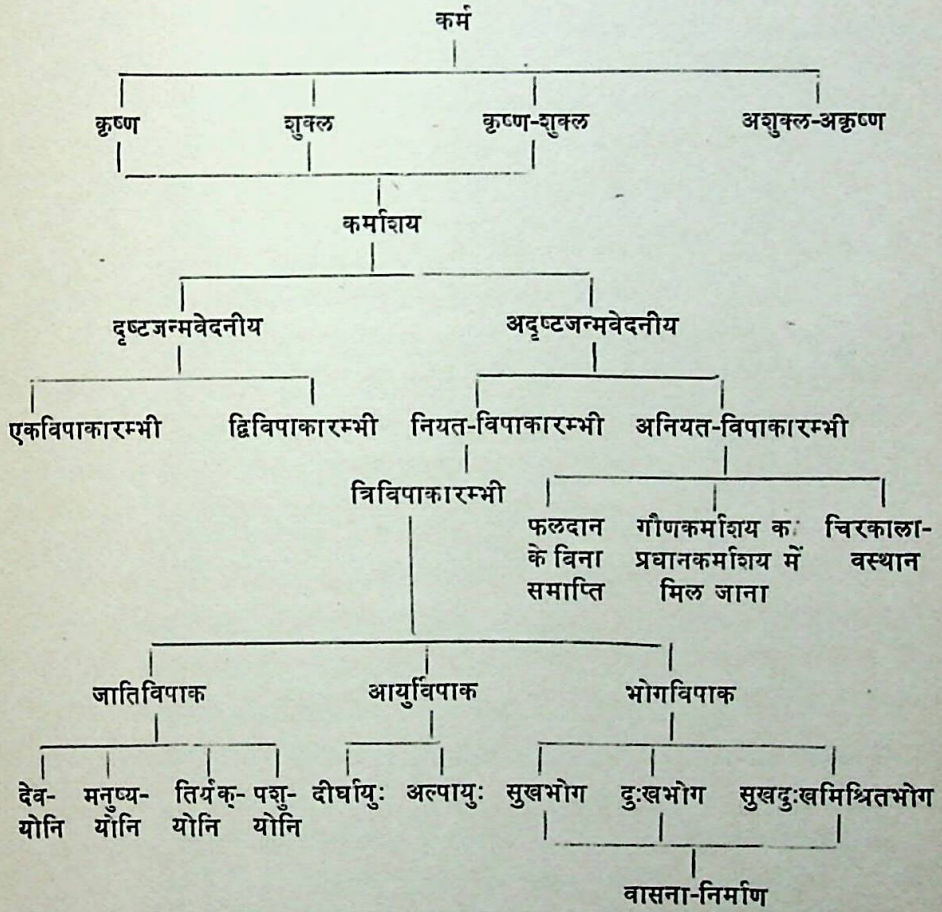 कर्म
कृष्ण शुक्ल कृष्ण-शुक्ल अशुक्ल-अकृष्ण
कर्माशय
दृष्टजन्मवेदनीय अदृष्टजन्मवेदनीय
एकविपाकारम्भी द्विविपाकारम्भी नियत-विपाकारम्भी अनियत-विपाकारम्भी
त्रिविपाकारम्भी
फलदान गौणकर्माशय क चिरकाला-
के बिना प्रधानकर्माशय में वस्थान
समाप्ति मिल जाना
जातिविपाक आयुर्विपाक भोगविपाक
देव- मनुष्य- तिर्यक्- पशु- दीर्घायुः अल्पायुः सुखभोग दुःखभोग सुखदुःखमिश्रितभोग
योनि योनि योनि योनि
वासना-निर्माण